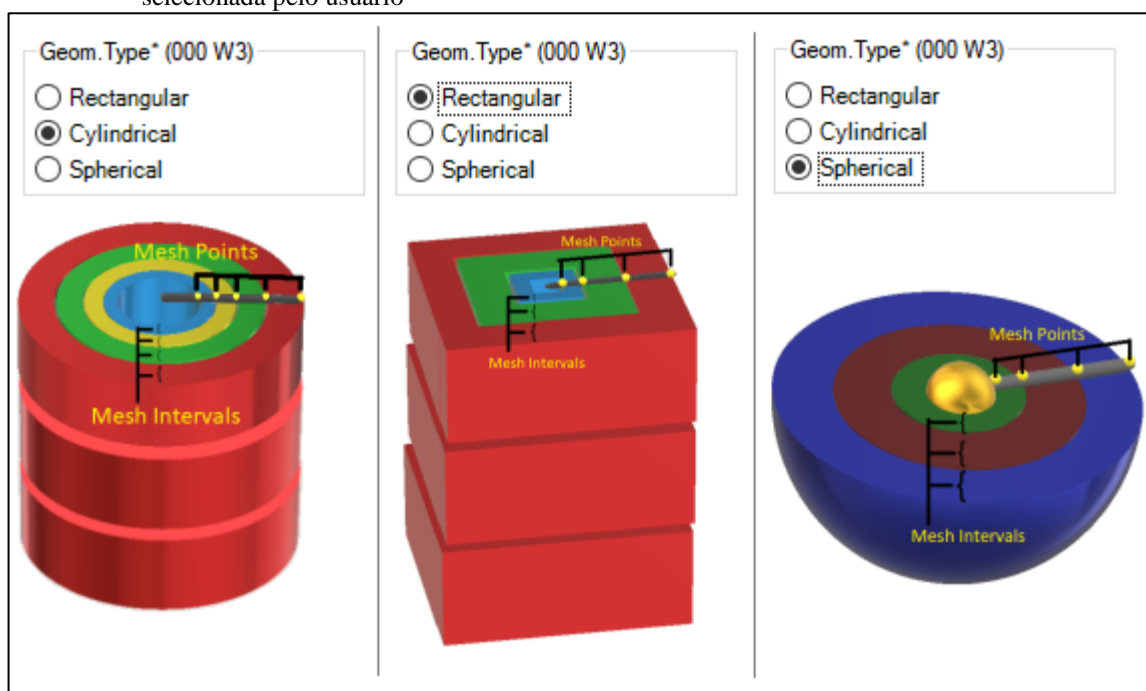 selecionada pelo usuário
Geom.Type* (000 W3)
Rectangular
Cylindrical
Spherical
Mesh Points
Mesh Intervals
Geom.Type* (000 W3)
Rectangular
Cylindrical
Spherical
Mesh Points
Mesh Intervals
Geom.Type* (000 W3)
Rectangular
Cylindrical
Spherical
Mesh Points
Mesh Intervals